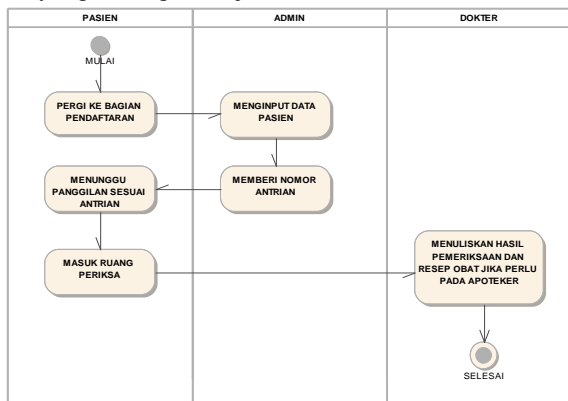 PASIEN
ADMIN
DOKTER
MULAI
PERGI KE BAGIAN
PENDAFTARAN
MENGINPUT DATA
PASIEN
MENUNGGU
PANGGILAN SESUAI
ANTRIAN
MEMBERI NOMOR
ANTRIAN
MASUK RUANG
PERIKSA
MENULISKAN HASIL
PEMERIKSAAN DAN
RESEP OBAT JIKA PERLU
PADA APOTEKER
SELESAI